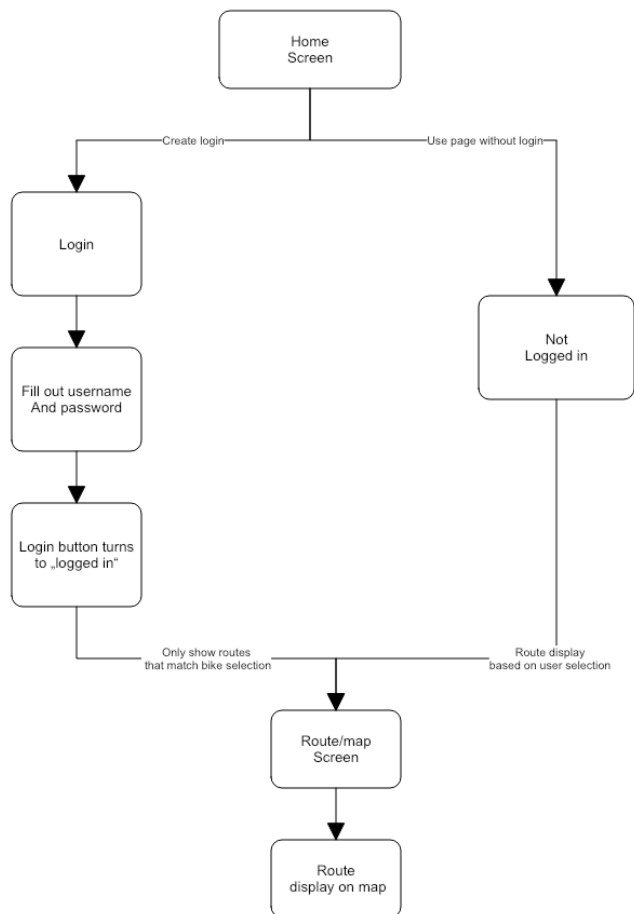 Home
Screen
Create login
Use page without login
Login
Not
Logged in
Fill out username
And password
Login button turns
to „logged in“
Only show routes
that match bike selection
Route display
based on user selection
Route/map
Screen
Route
display on map